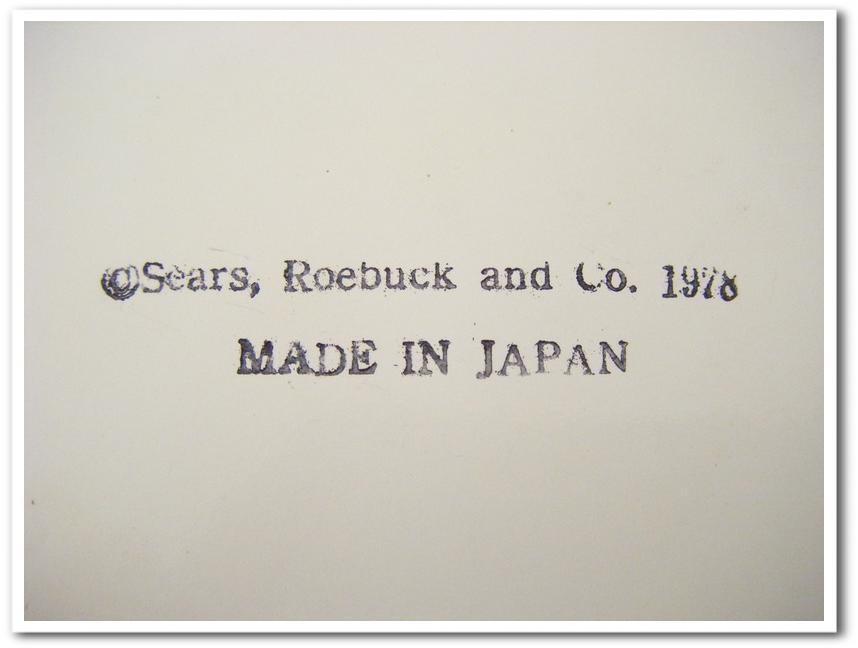 ©Sears, Roebuck and Co. 1978
MADE IN JAPAN